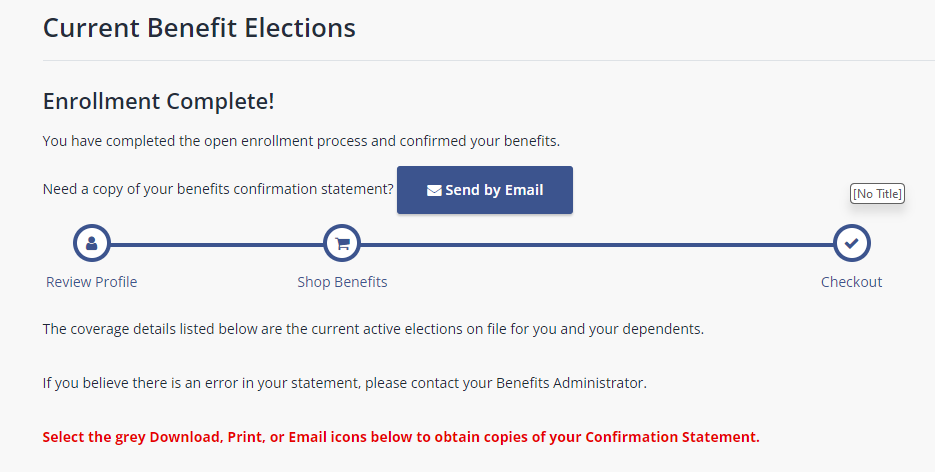 Current Benefit Elections
Enrollment Complete!
You have completed the open enrollment process and confirmed your benefits.
Need a copy of your benefits confirmation statement? Send by Email
[No Title]
Review Profile Shop Benefits Checkout
The coverage details listed below are the current active elections on file for you and your dependents.
If you believe there is an error in your statement, please contact your Benefits Administrator.
Select the grey Download, Print, or Email icons below to obtain copies of your Confirmation Statement.